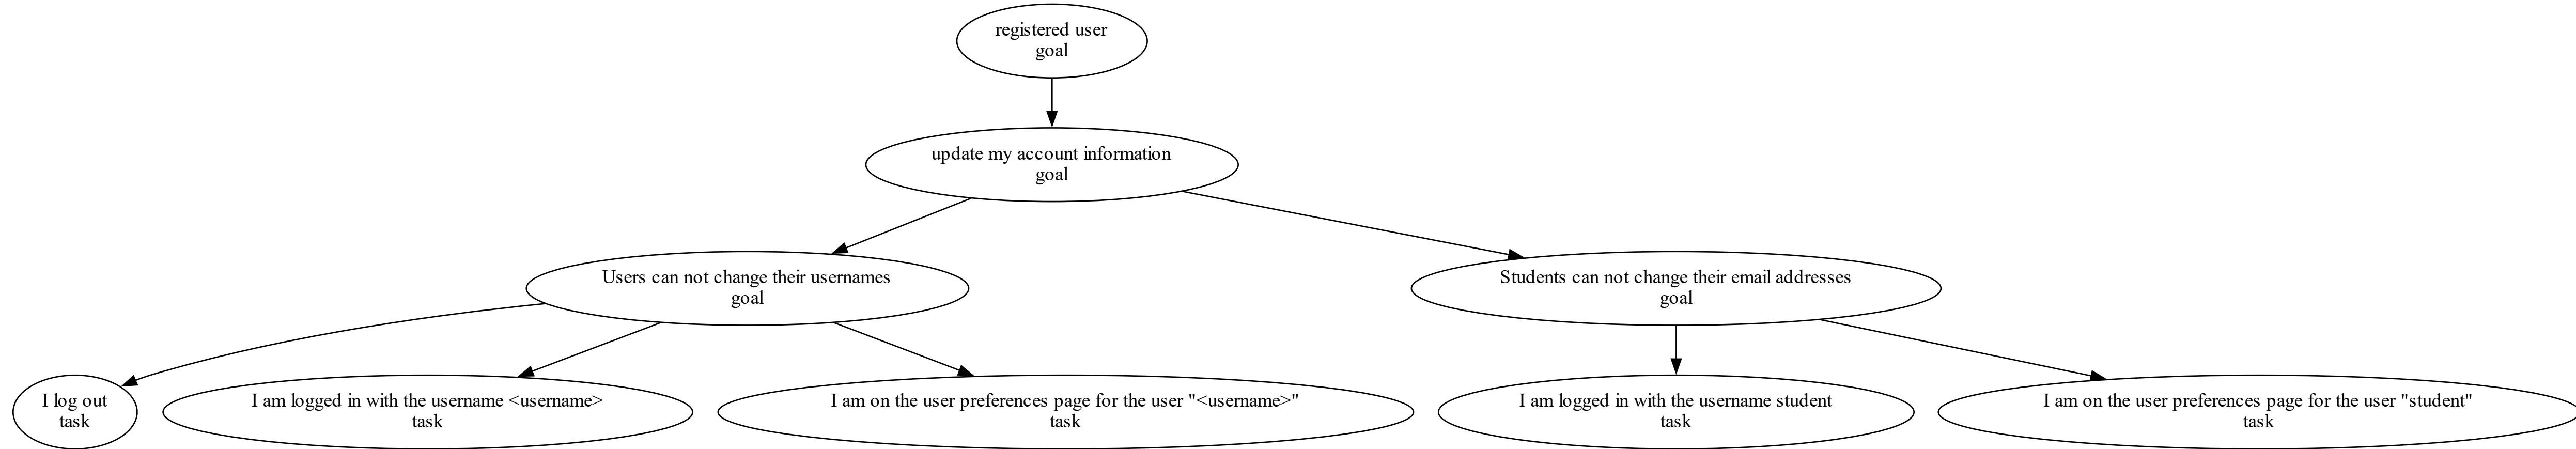 registered user
goal
update my account information
goal
Users can not change their usernames
goal
Students can not change their email addresses
goal
I log out
task
I am logged in with the username <username>
task
I am on the user preferences page for the user "<username>"
task
I am logged in with the username student
task
I am on the user preferences page for the user "student"
task